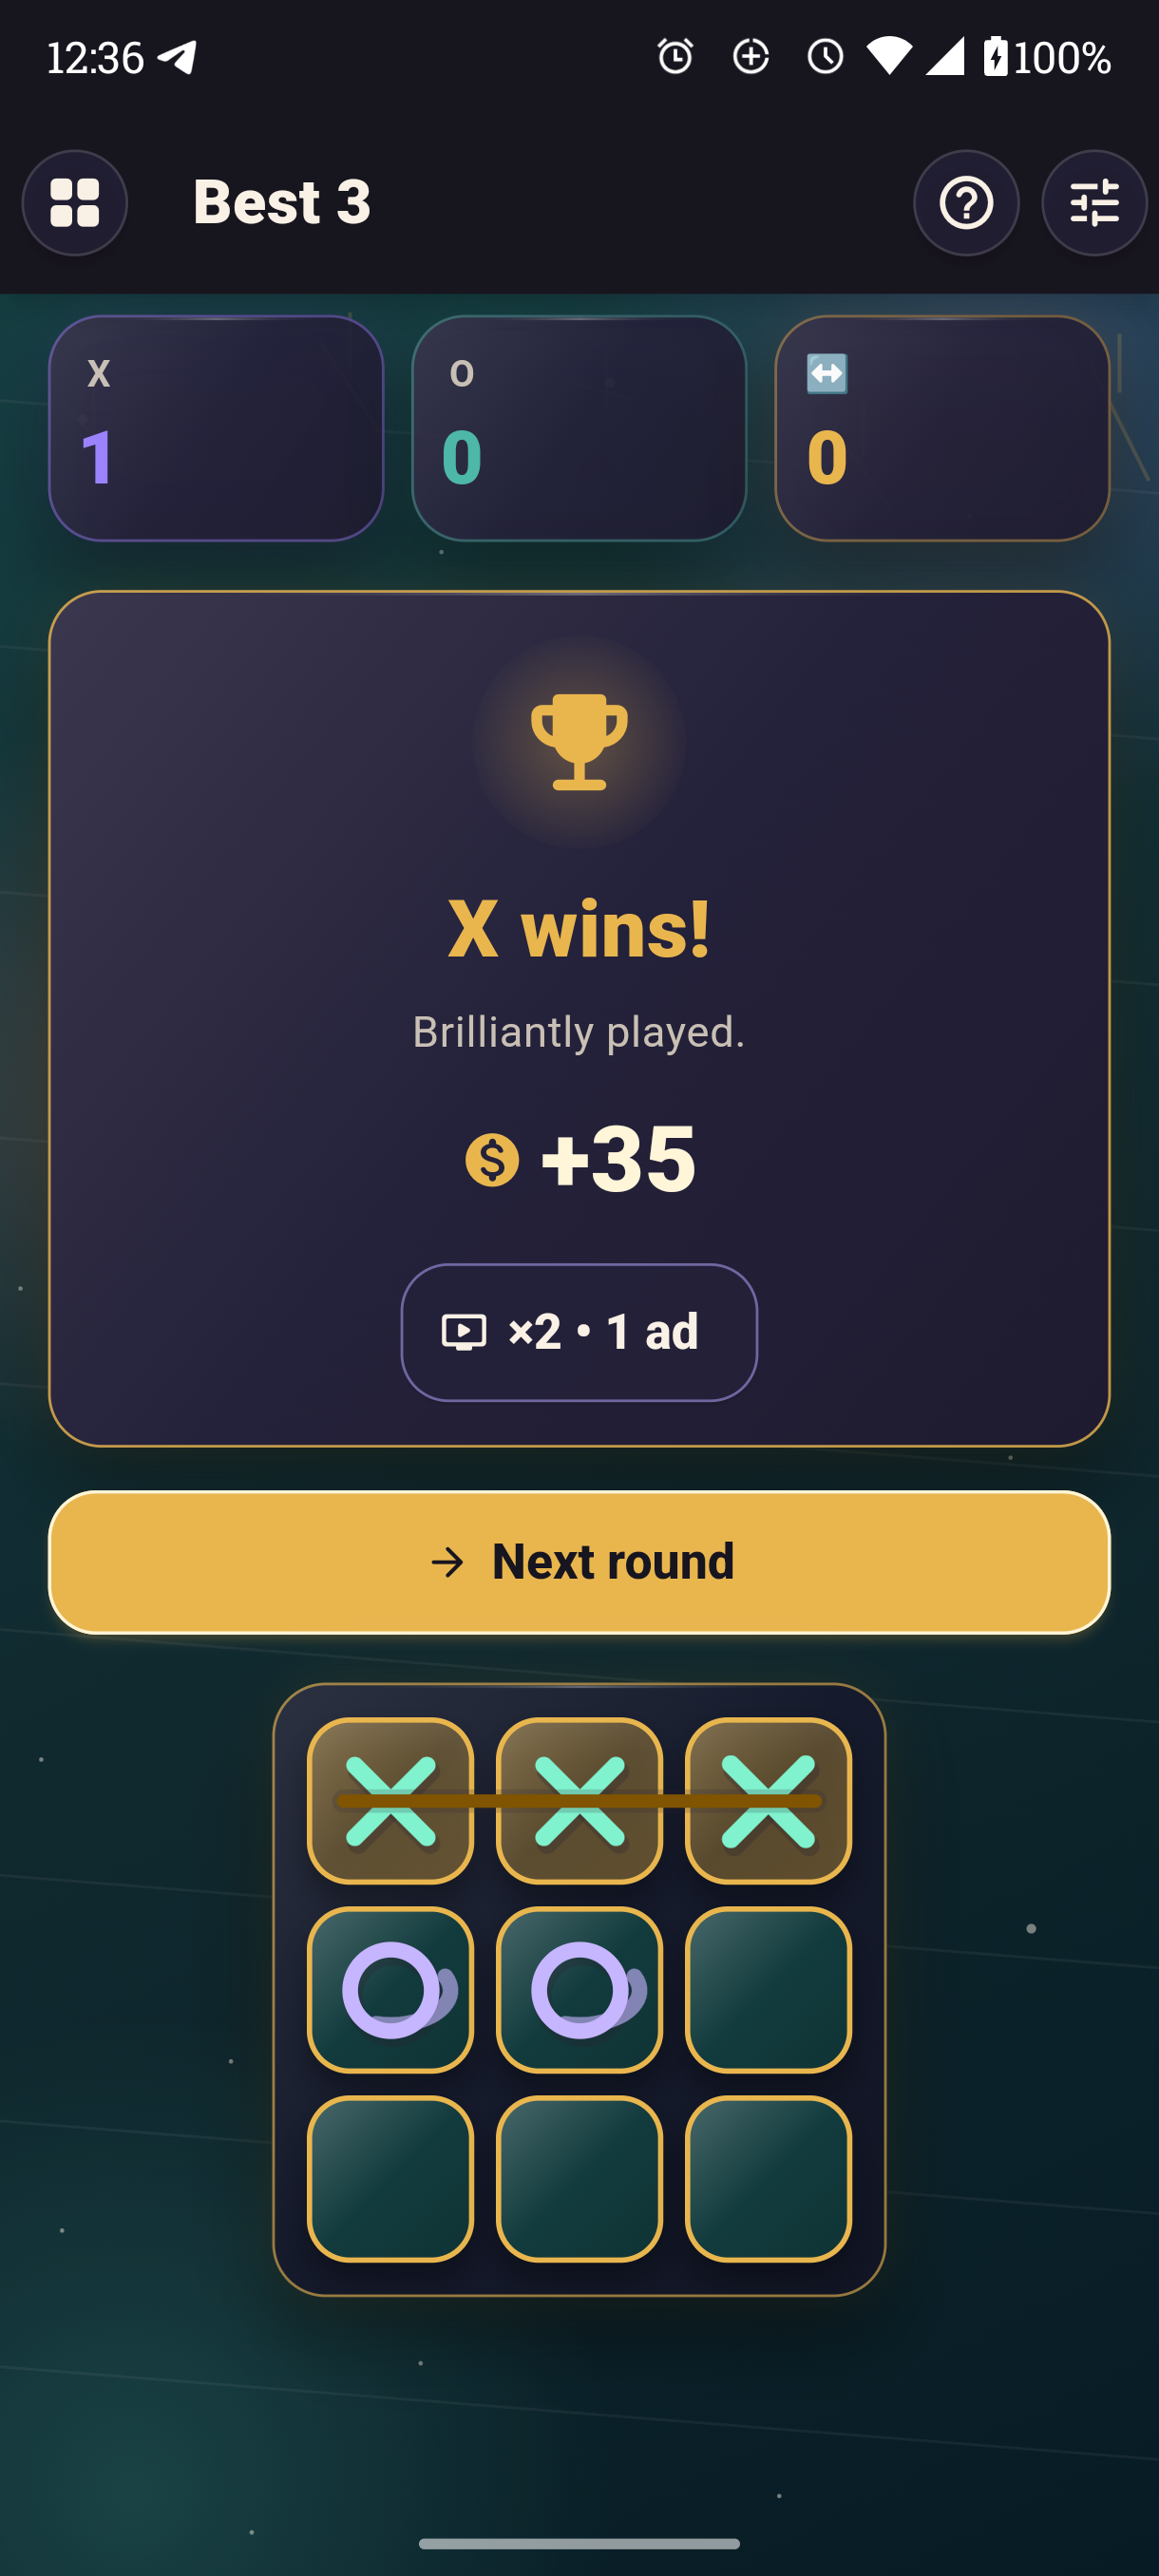 12:36 100%
Best 3
X O ↔️
1 0 0
X wins!
Brilliantly played.
+35
×2 • 1 ad
→ Next round